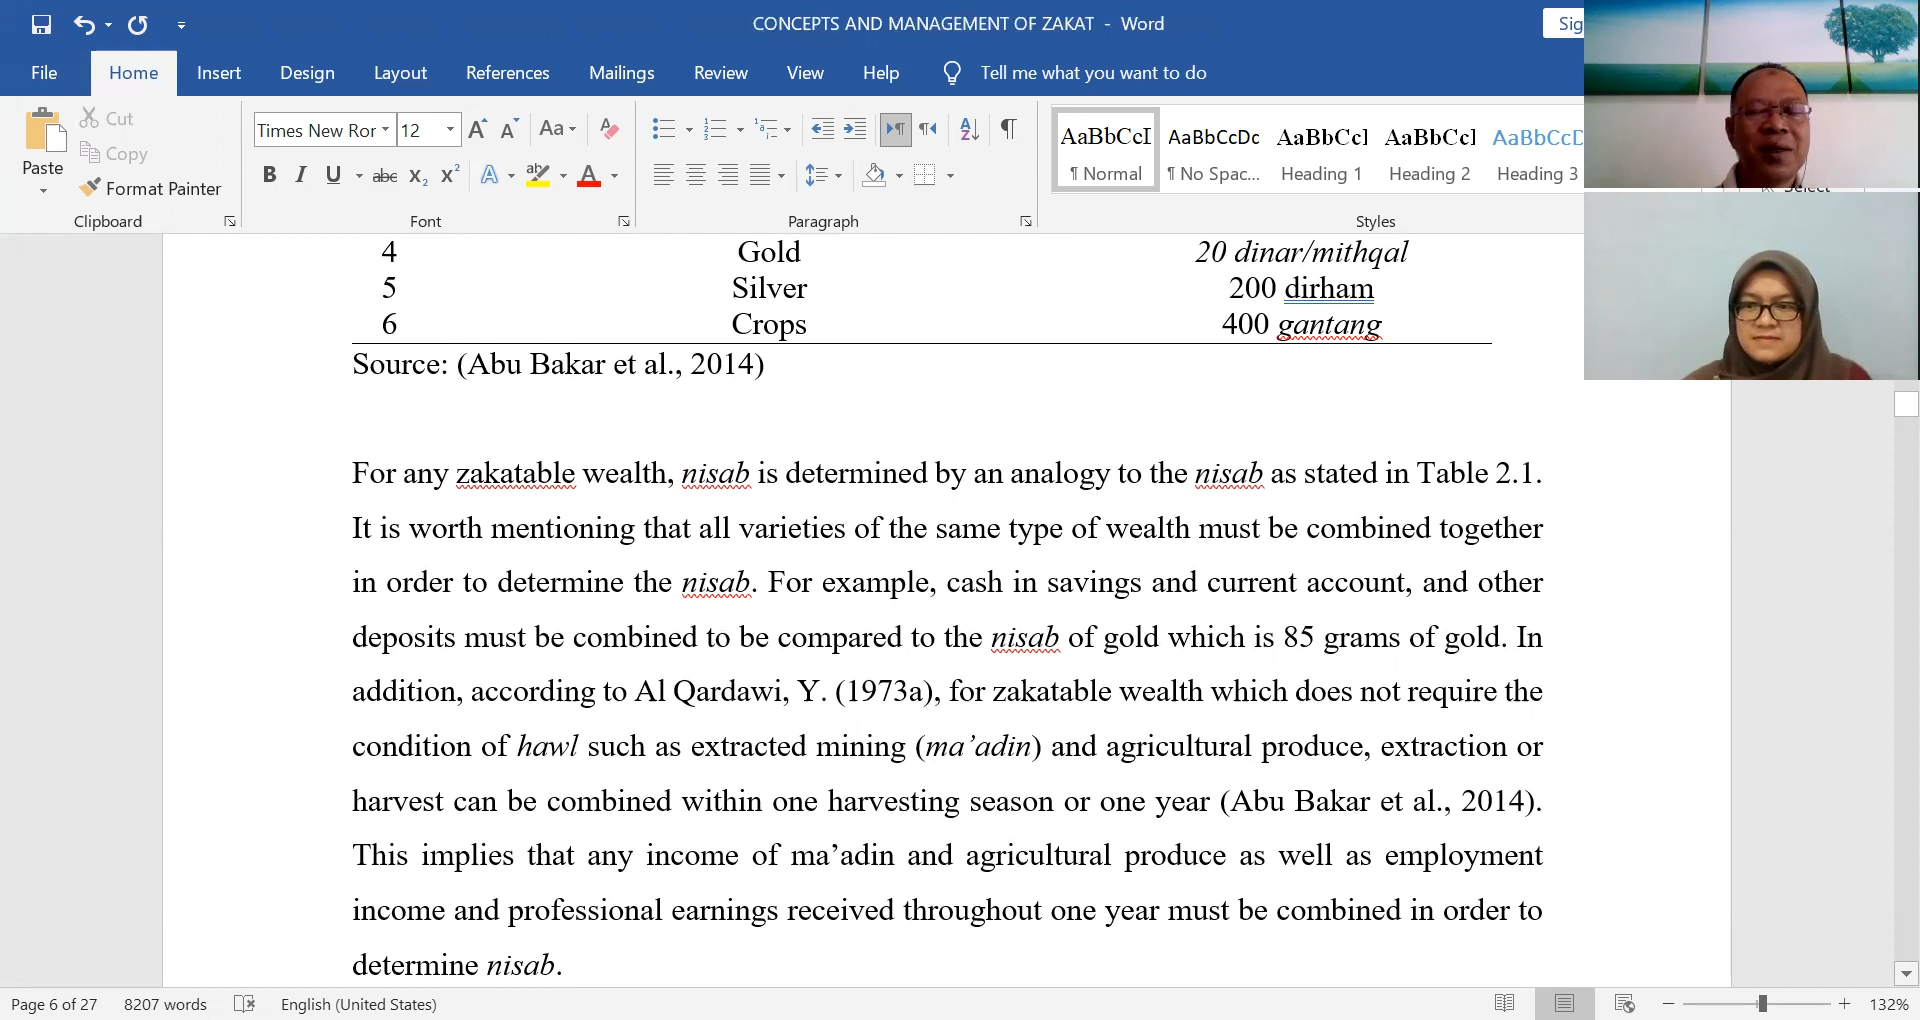 CONCEPTS AND MANAGEMENT OF ZAKAT - Word
Sig
File Home Insert Design Layout References Mailings Review View Help Tell me what you want to do
Paste
Cut
Copy
Format Painter
Clipboard
Times New Ror 12
Aa
B I U abc X2 X2 A ab A
Font
Paragraph
AaBbCcI AaBbCcDc AaBbCcI AaBbCcI AaBbCcD
¶ Normal ¶ No Spac... Heading 1 Heading 2 Heading 3
Styles
Select
4 Gold 20 dinar/mithqal
5 Silver 200 dirham
6 Crops 400 gantang
Source: (Abu Bakar et al., 2014)
For any zakatable wealth, nisab is determined by an analogy to the nisab as stated in Table 2.1.
It is worth mentioning that all varieties of the same type of wealth must be combined together
in order to determine the nisab. For example, cash in savings and current account, and other
deposits must be combined to be compared to the nisab of gold which is 85 grams of gold. In
addition, according to Al Qardawi, Y. (1973a), for zakatable wealth which does not require the
condition of hawl such as extracted mining (ma’adin) and agricultural produce, extraction or
harvest can be combined within one harvesting season or one year (Abu Bakar et al., 2014).
This implies that any income of ma’adin and agricultural produce as well as employment
income and professional earnings received throughout one year must be combined in order to
determine nisab.
Page 6 of 27 8207 words English (United States) 132%